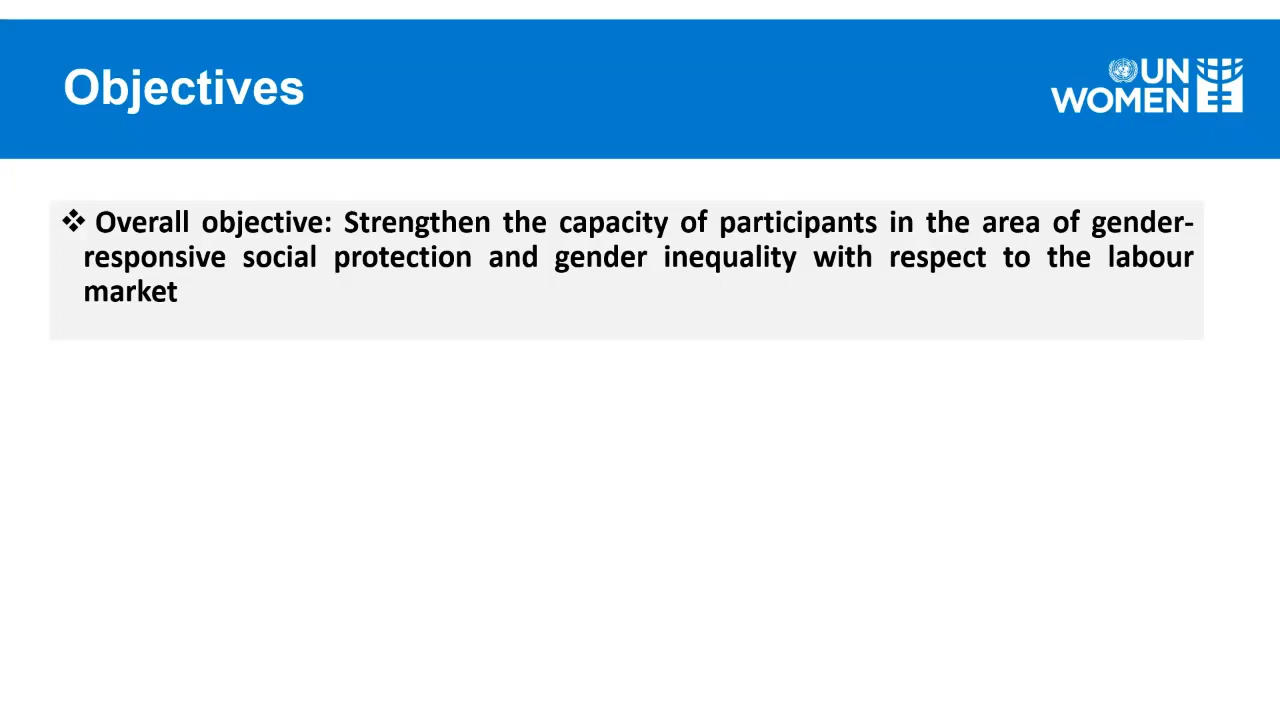 Objectives
UN
WOMEN
❖ Overall objective: Strengthen the capacity of participants in the area of gender-
responsive social protection and gender inequality with respect to the labour
market